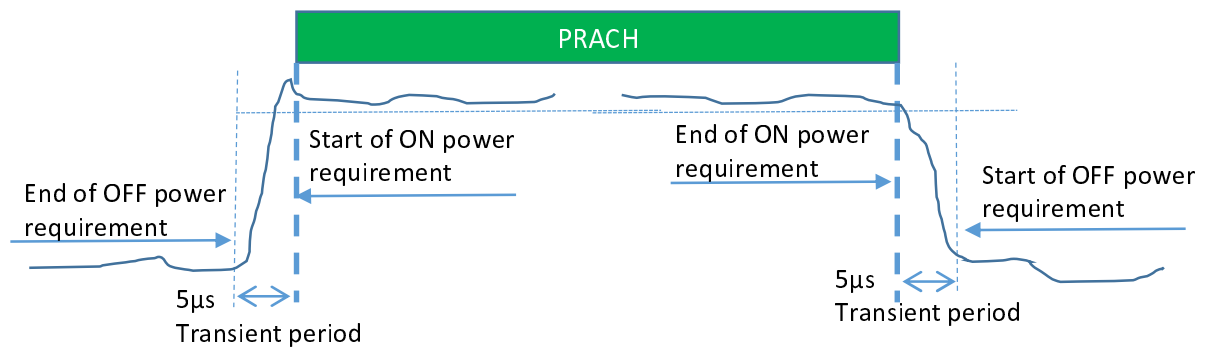 PRACH
Start of ON power
requirement
End of ON power
requirement
End of OFF power
requirement
Start of OFF power
requirement
5μs
Transient period
5μs
Transient period